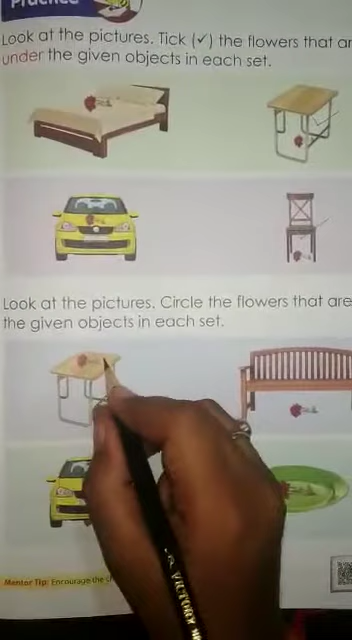 Practice
Look at the pictures. Tick (✓) the flowers that
under the given objects in each set.
Look at the pictures. Circle the flowers that are
the given objects in each set.
Mentor Tip: Encourage the
VICTORY